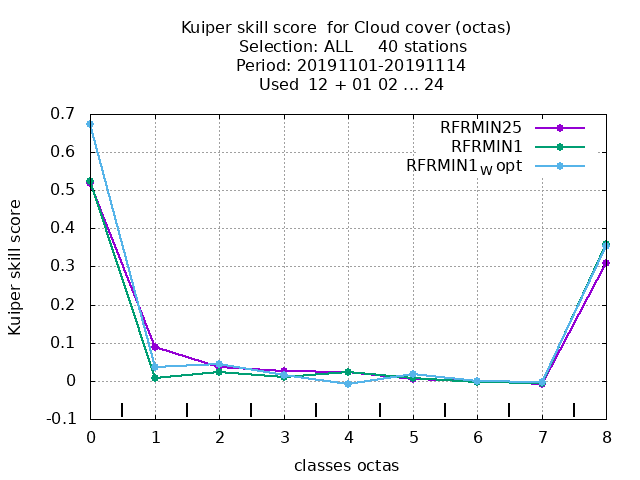 Kuiper skill score for Cloud cover (octas)
Selection: ALL 40 stations
Period: 20191101-20191114
Used 12 + 01 02 ... 24
RFRMIN25
RFRMIN1
RFRMIN1W opt
0.7
0.6
0.5
0.4
0.3
0.2
0.1
0
-0.1
Kuiper skill score
0 1 2 3 4 5 6 7 8
classes octas